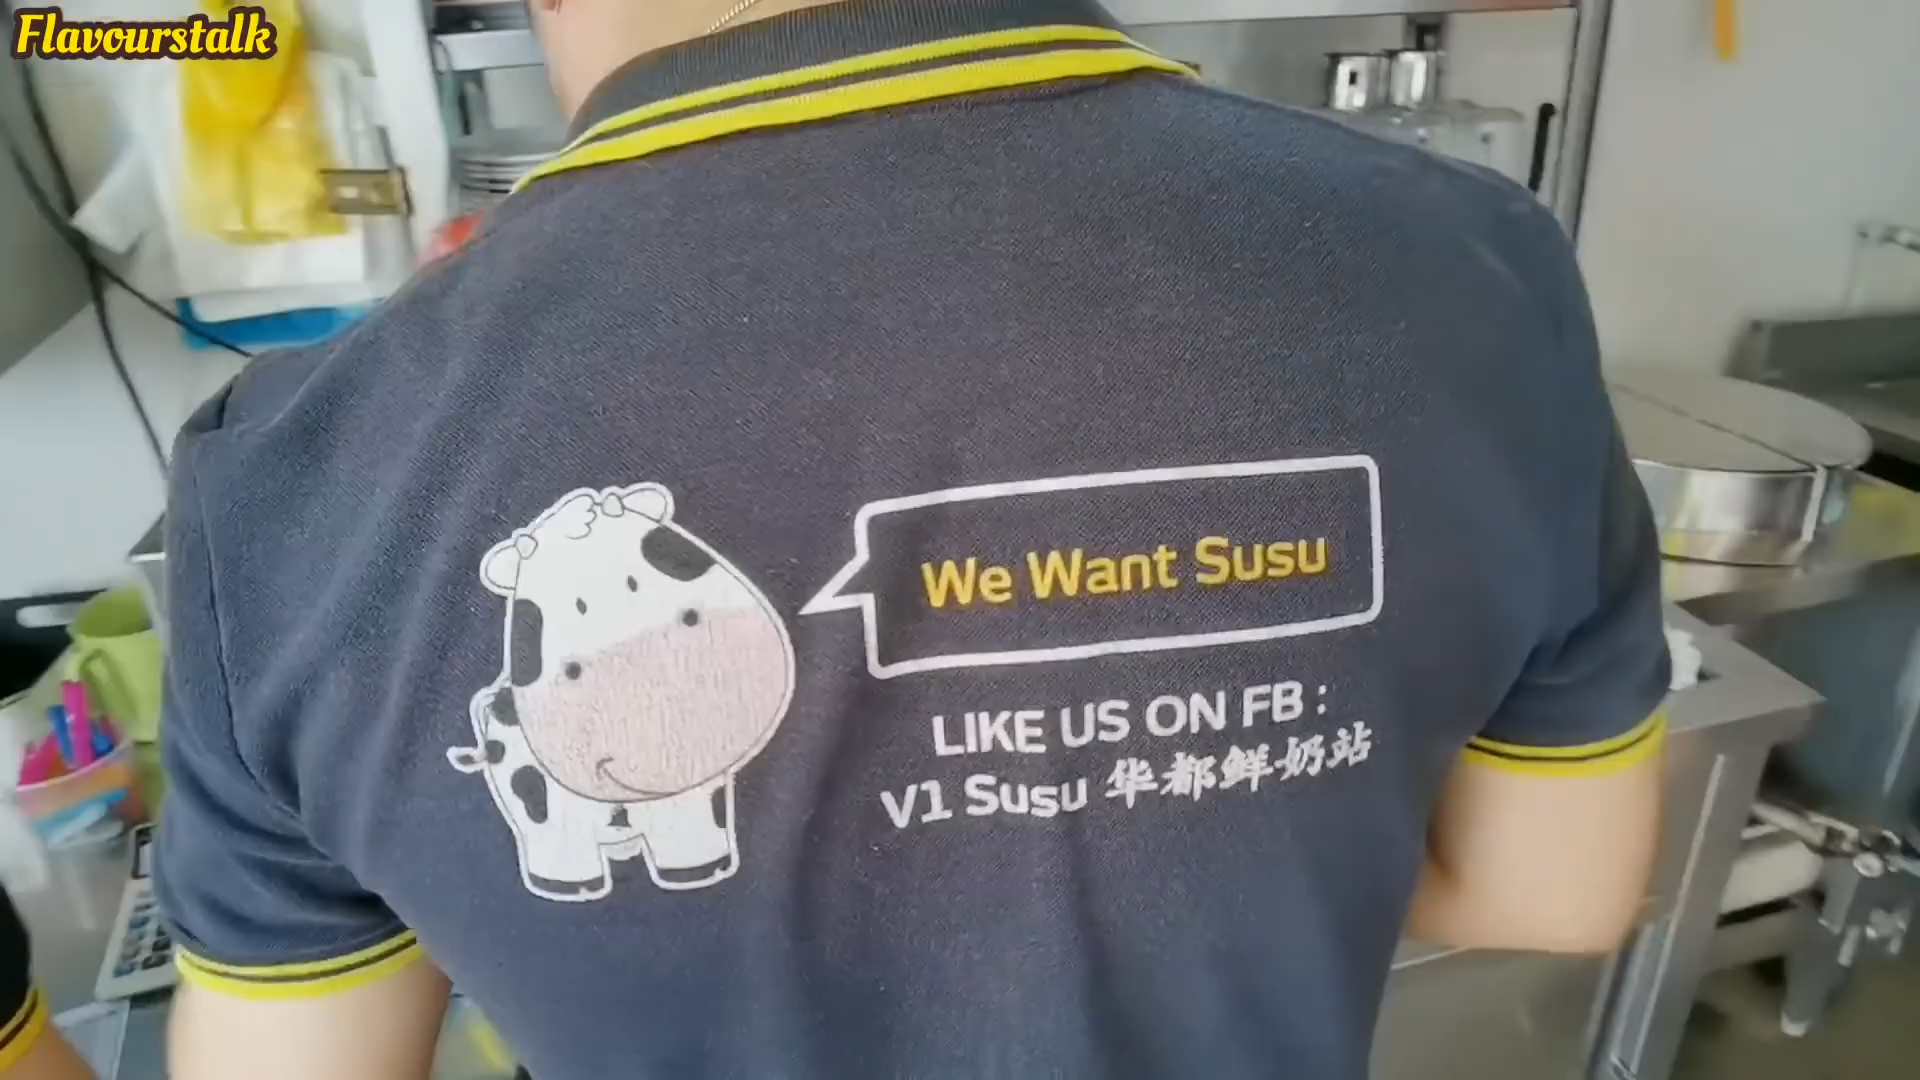 Flavourstalk
We Want Susu
LIKE US ON FB :
V1 Susu 华都鲜奶站